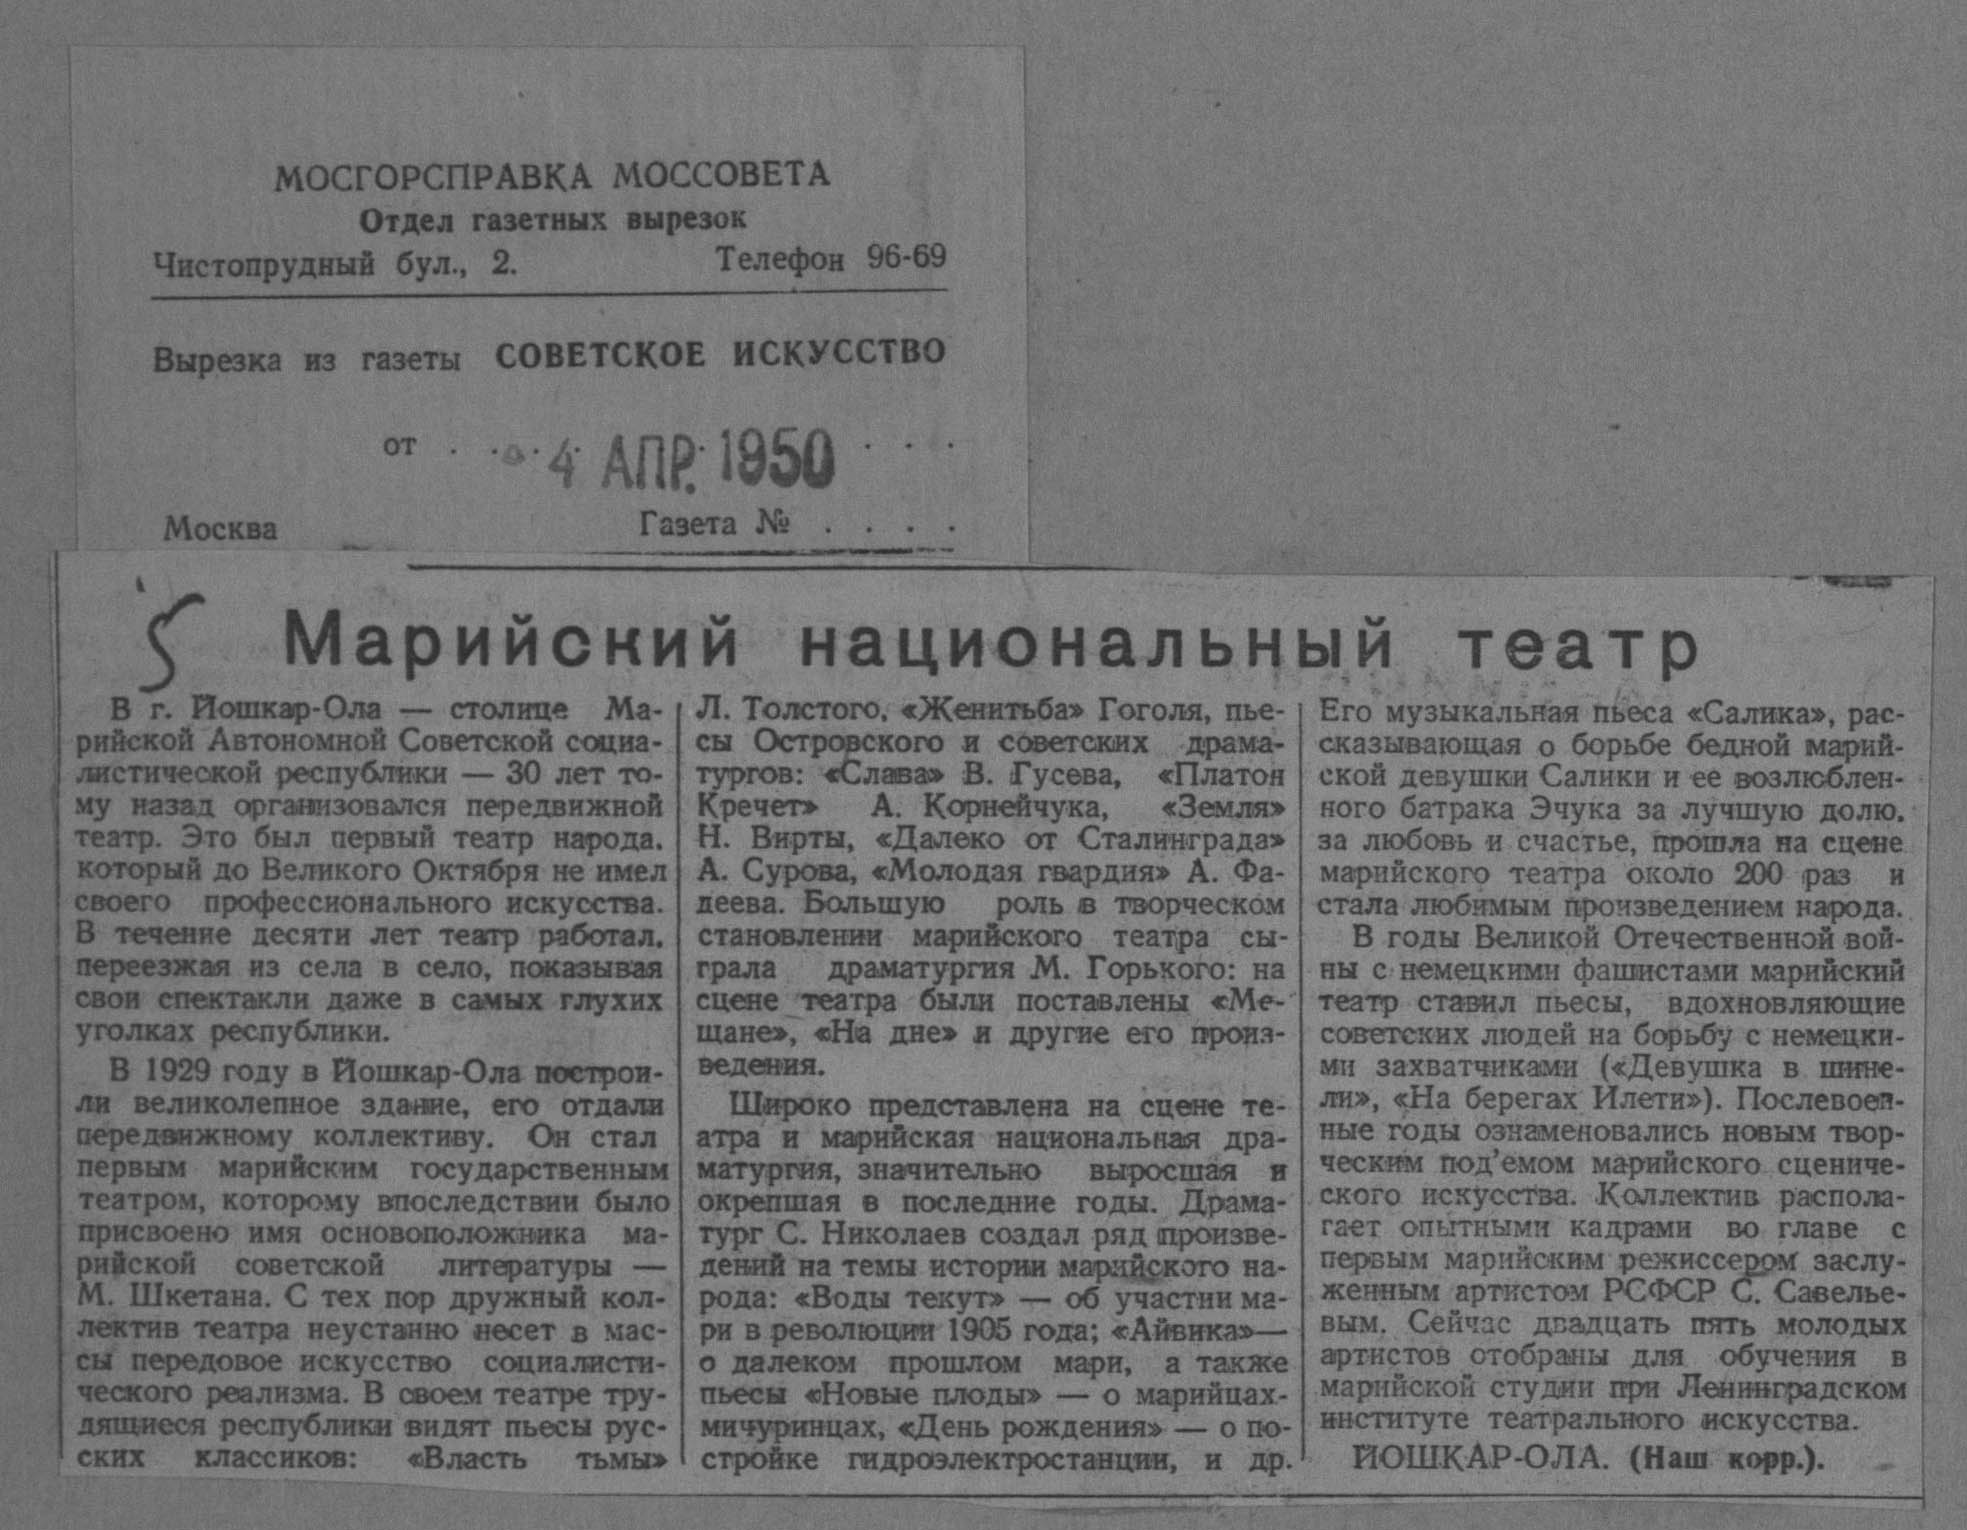 МОСГОРСПРАВКА МОССОВЕТА
Отдел газетных вырезок
Чистопрудный бул., 2. Телефон 96-69
Вырезка из газеты СОВЕТСКОЕ ИСКУССТВО
от . . . 4 АПР. 1950 . . .
Москва Газета № . . . .
5 Марийский национальный театр
В г. Йошкар-Ола — столице Ма-
рийской Автономной Советской социа-
листической республики — 30 лет то-
му назад организовался передвижной
театр. Это был первый театр народа,
который до Великого Октября не имел
своего профессионального искусства.
В течение десяти лет театр работал,
переезжая из села в село, показывая
свои спектакли даже в самых глухих
уголках республики.
В 1929 году в Йошкар-Ола построи-
ли великолепное здание, его отдали
передвижному коллективу. Он стал
первым марийским государственным
театром, которому впоследствии было
присвоено имя основоположника ма-
рийской советской литературы —
М. Шкетана. С тех пор дружный кол-
лектив театра неустанно несет в мас-
сы передовое искусство социалисти-
ческого реализма. В своем театре тру-
дящиеся республики видят пьесы рус-
ских классиков: «Власть тьмы»
Л. Толстого, «Женитьба» Гоголя, пье-
сы Островского и советских драма-
тургов: «Слава» В. Гусева, «Платон
Кречет» А. Корнейчука, «Земля»
Н. Вирты, «Далеко от Сталинграда»
А. Сурова, «Молодая гвардия» А. Фа-
деева. Большую роль в творческом
становлении марийского театра сы-
грала драматургия М. Горького: на
сцене театра были поставлены «Ме-
щане», «На дне» и другие его произ-
ведения.
Широко представлена на сцене те-
атра и марийская национальная дра-
матургия, значительно выросшая и
окрепшая в последние годы. Драма-
тург С. Николаев создал ряд произве-
дений на темы истории марийского на-
рода: «Воды текут» — об участии ма-
ри в революции 1905 года; «Айвика»—
о далеком прошлом мари, а также
пьесы «Новые плоды» — о марийцах-
мичуринцах, «День рождения» — о по-
стройке гидроэлектростанции, и др.
Его музыкальная пьеса «Салика», рас-
сказывающая о борьбе бедной марий-
ской девушки Салики и ее возлюблен-
ного батрака Эчука за лучшую долю,
за любовь и счастье, прошла на сцене
марийского театра около 200 раз и
стала любимым произведением народа.
В годы Великой Отечественной вой-
ны с немецкими фашистами марийский
театр ставил пьесы, вдохновляющие
советских людей на борьбу с немецки-
ми захватчиками («Девушка в шине-
ли», «На берегах Илети»). Послевоен-
ные годы ознаменовались новым твор-
ческим под'емом марийского сцениче-
ского искусства. Коллектив распола-
гает опытными кадрами во главе с
первым марийским режиссером заслу-
женным артистом РСФСР С. Савелье-
вым. Сейчас двадцать пять молодых
артистов отобраны для обучения в
марийской студии при Ленинградском
институте театрального искусства.
ЙОШКАР-ОЛА. (Наш корр.).